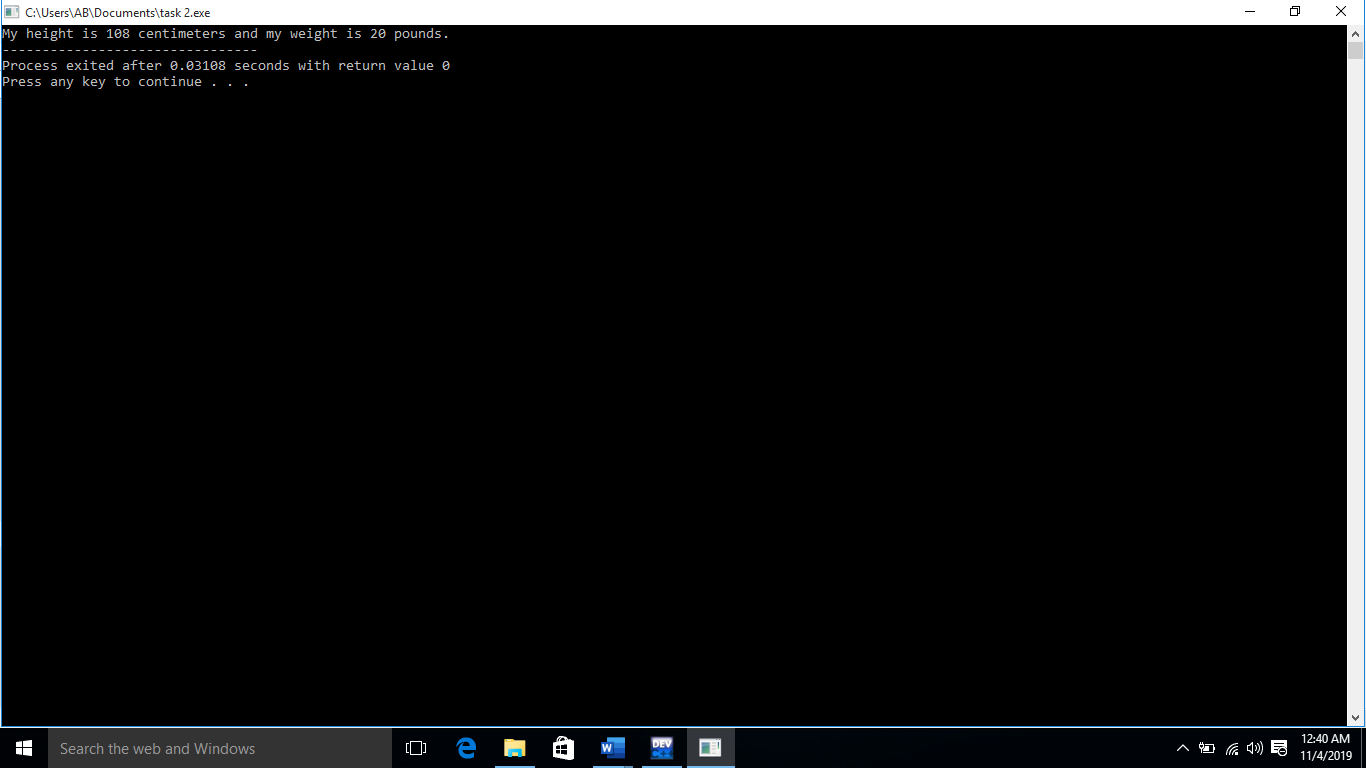 C:\Users\AB\Documents\task 2.exe
My height is 108 centimeters and my weight is 20 pounds.
--------------------------------
Process exited after 0.03108 seconds with return value 0
Press any key to continue . . .
Search the web and Windows
W
DEV
12:40 AM
11/4/2019